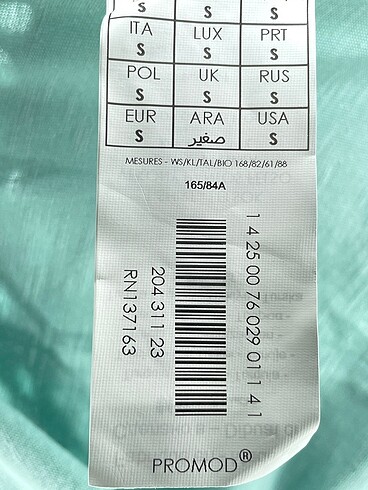 S S S
ITA LUX PRT
S S S
POL UK RUS
S S S
EUR ARA USA
S صغير S
MESURES - WS/KL/TAL/BIO 168/82/61/88
165/84A
1 4 25 00 76 029 01 1 4 1
204 311 23
RN137163
PROMOD®